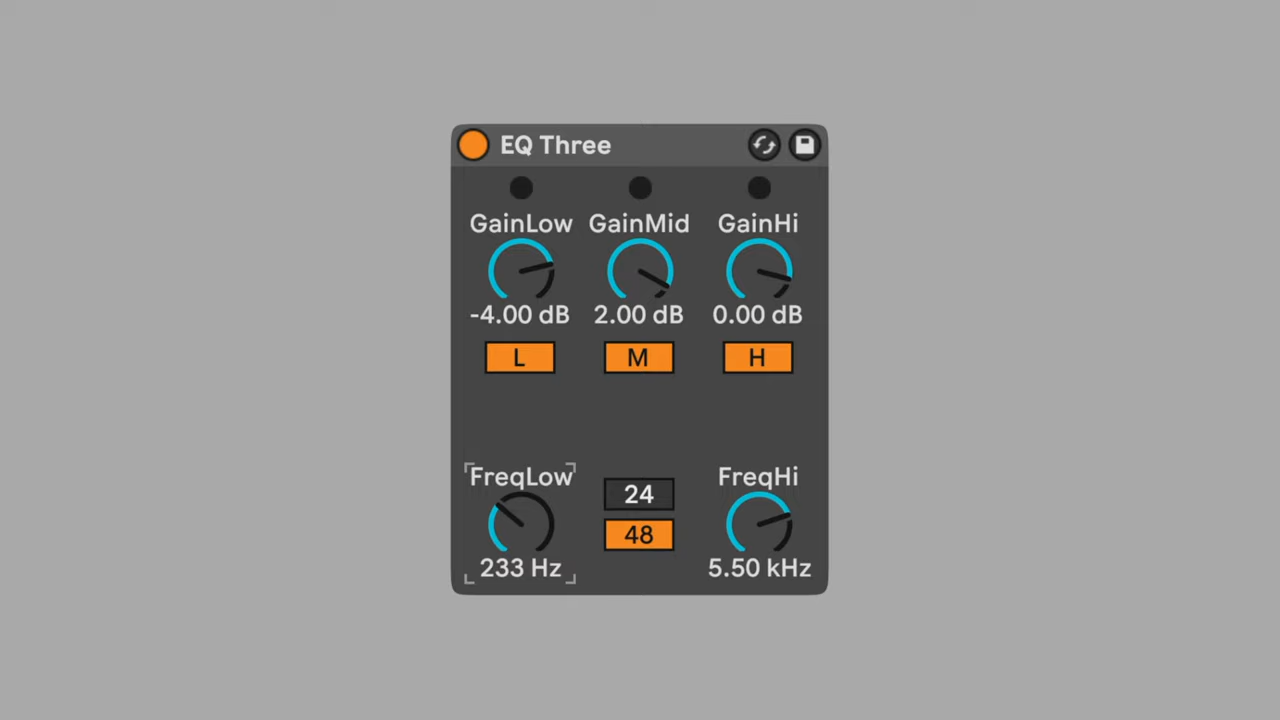 EQ Three
GainLow GainMid GainHi
-4.00 dB 2.00 dB 0.00 dB
L M H
FreqLow 24 FreqHi
48
233 Hz 5.50 kHz